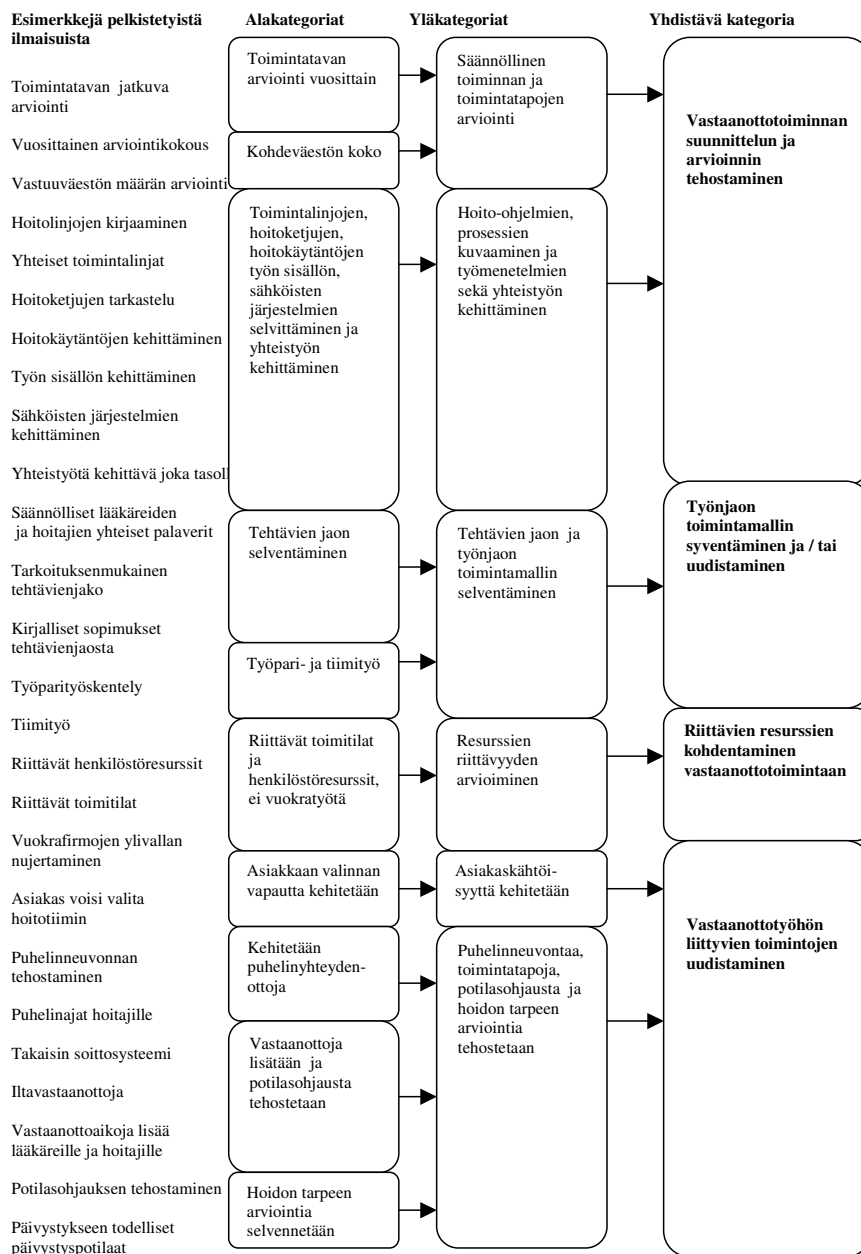 Esimerkkejä pelkistetyistä
ilmaisuista
Toimintatavan jatkuva
arviointi
Vuosittainen arviointikokous
Vastuuväestön määrän arviointi
Hoitolinjojen kirjaaminen
Yhteiset toimintalinjat
Hoitoketjujen tarkastelu
Hoitokäytäntöjen kehittäminen
Työn sisällön kehittäminen
Sähköisten järjestelmien
kehittäminen
Yhteistyötä kehittävä joka tasoll
Säännölliset lääkäreiden
ja hoitajien yhteiset palaverit
Tarkoituksenmukainen
tehtävienjako
Kirjalliset sopimukset
tehtävienjaosta
Työparityöskentely
Tiimityö
Riittävät henkilöstöresurssit
Riittävät toimitilat
Vuokrafirmojen ylivallan
nujertaminen
Asiakas voisi valita
hoitotiimin
Puhelinneuvonnan
tehostaminen
Puhelinajat hoitajille
Takaisin soittosysteemi
Iltavastaanottoja
Vastaanottoaikoja lisää
lääkäreille ja hoitajille
Potilasohjauksen tehostaminen
Päivystykseen todelliset
päivystyspotilaat
Alakategoriat
Toimintatavan
arviointi vuosittain
Kohdeväestön koko
Toimintalinjojen,
hoitoketjujen,
hoitokäytäntöjen
työn sisällön,
sähköisten
järjestelmien
selvittäminen ja
yhteistyön
kehittäminen
Tehtävien jaon
selventäminen
Työpari- ja tiimityö
Riittävät toimitilat
ja
henkilöstöresurssit,
ei vuokratyötä
Asiakkaan valinnan
vapautta kehitetään
Kehitetään
puhelinyhteyden-
ottoja
Vastaanottoja
lisätään ja
potilasohjausta
tehostetaan
Hoidon tarpeen
arviointia
selvennetään
Yläkategoriat
Säännöllinen
toiminnan ja
toimintatapojen
arviointi
Hoito-ohjelmien,
prosessien
kuvaaminen ja
työmenetelmien
sekä yhteistyön
kehittäminen
Tehtävien jaon ja
työnjaon
toimintamallin
selventäminen
Resurssien
riittävyyden
arvioiminen
Asiakaskähtöi-
syyttä kehitetään
Puhelinneuvontaa,
toimintatapoja,
potilasohjausta ja
hoidon tarpeen
arviointia
tehostetaan
Yhdistävä kategoria
Vastaanottotoiminnan
suunnittelun ja
arvioinnin
tehostaminen
Työnjaon
toimintamallin
syventäminen ja / tai
uudistaminen
Riittävien resurssien
kohdentaminen
vastaanottotoimintaan
Vastaanottotyöhön
liittyvien toimintojen
uudistaminen